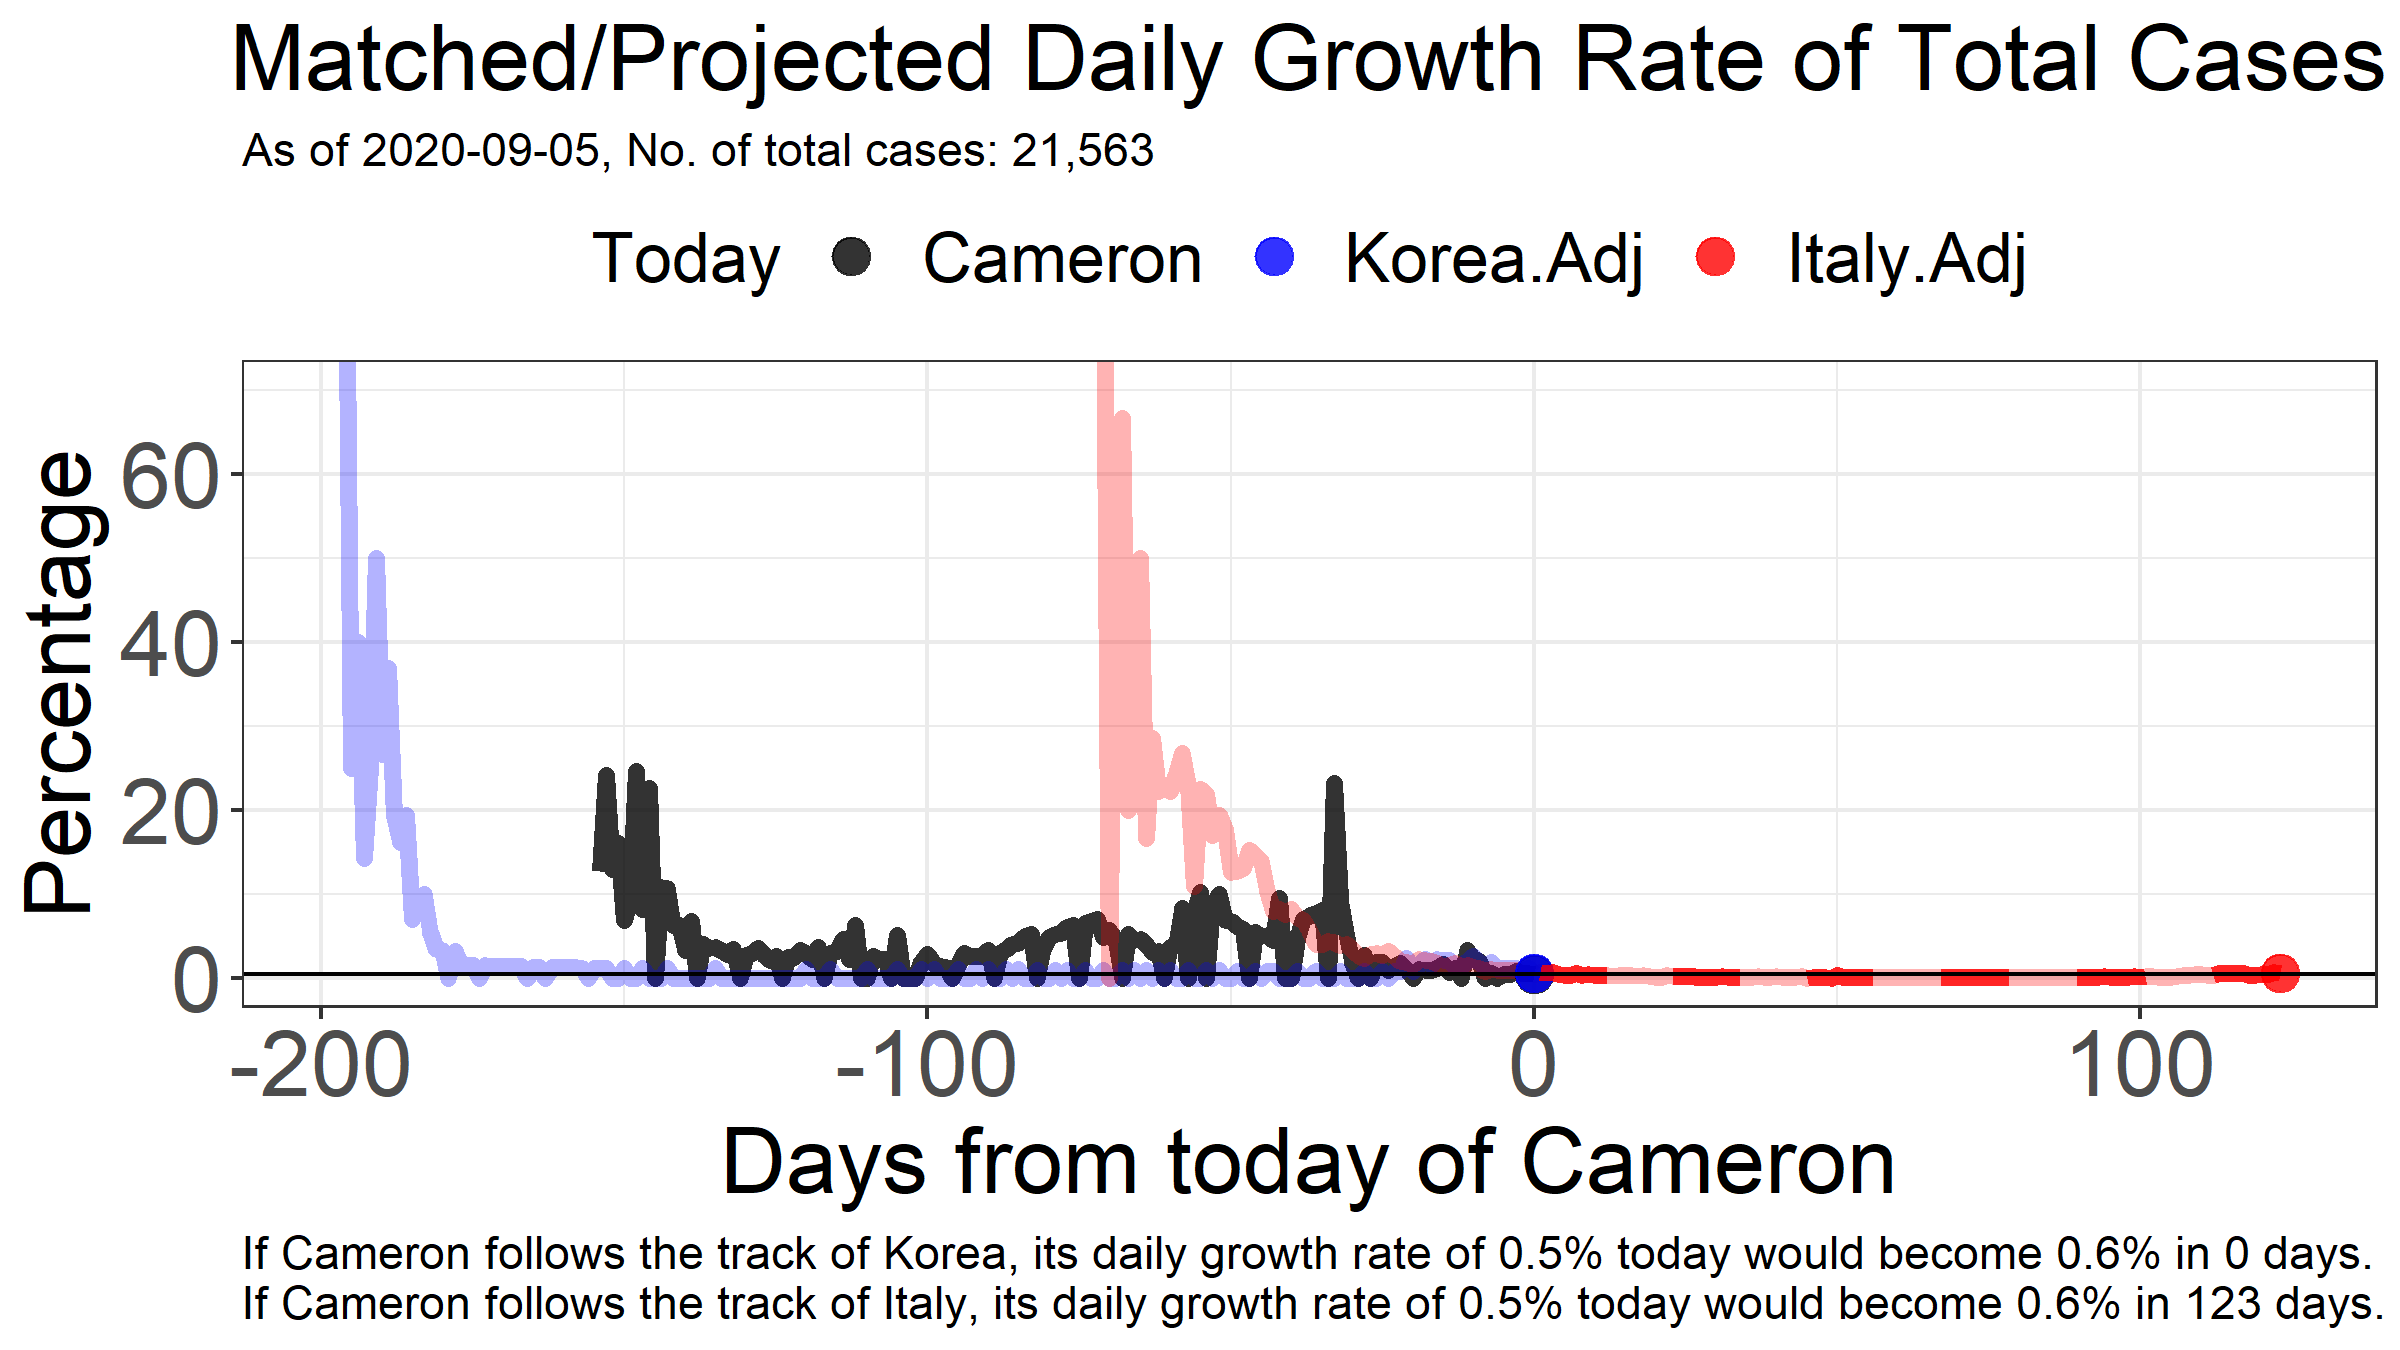 Matched/Projected Daily Growth Rate of Total Cases
As of 2020-09-05, No. of total cases: 21,563
Today Cameron Korea.Adj Italy.Adj
Percentage
60
40
20
0
-200 -100 0 100
Days from today of Cameron
If Cameron follows the track of Korea, its daily growth rate of 0.5% today would become 0.6% in 0 days.
If Cameron follows the track of Italy, its daily growth rate of 0.5% today would become 0.6% in 123 days.